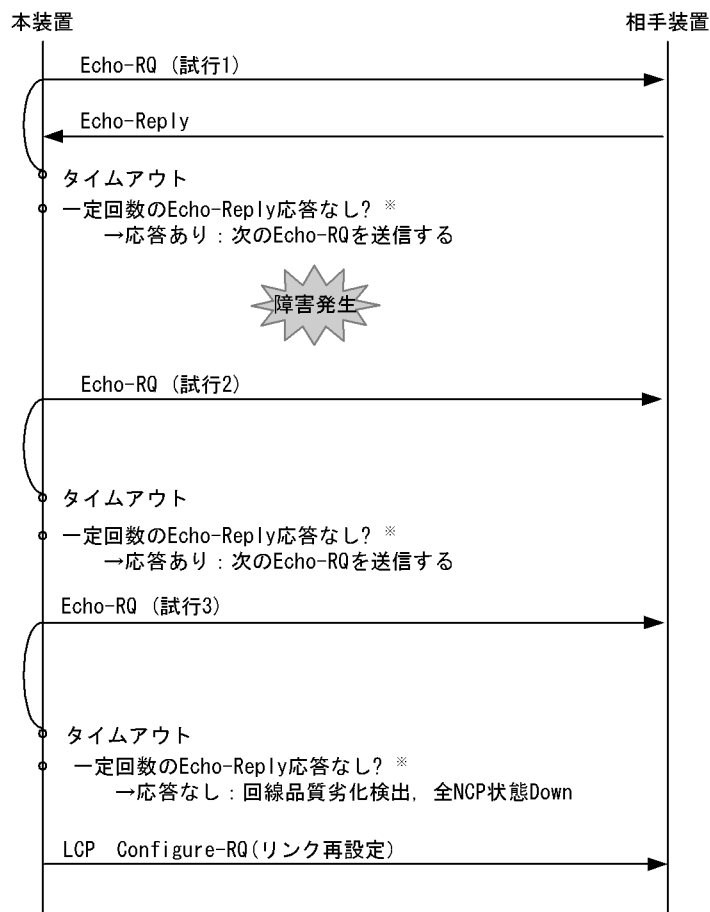 本装置 相手装置
Echo-RQ (試行1)
Echo-Reply
タイムアウト
一定回数のEcho-Reply応答なし? ※
→応答あり：次のEcho-RQを送信する
障害発生
Echo-RQ (試行2)
タイムアウト
一定回数のEcho-Reply応答なし? ※
→応答あり：次のEcho-RQを送信する
Echo-RQ (試行3)
タイムアウト
一定回数のEcho-Reply応答なし? ※
→応答なし：回線品質劣化検出, 全NCP状態Down
LCP Configure-RQ(リンク再設定)